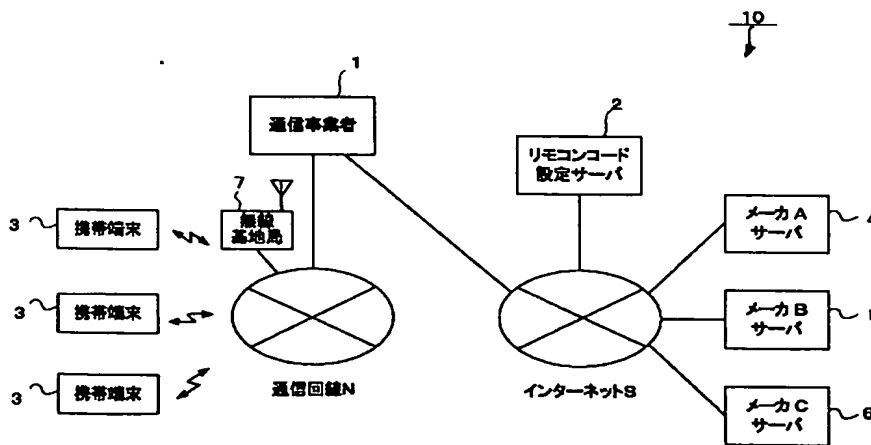 10
1
通信事業者
2
リモコンコード
設定サーバ
7
無線
基地局
3
携帯端末
メーカA
サーバ
3
携帯端末
メーカB
サーバ
3
携帯端末
メーカC
サーバ
6
通信回線N
インターネットS